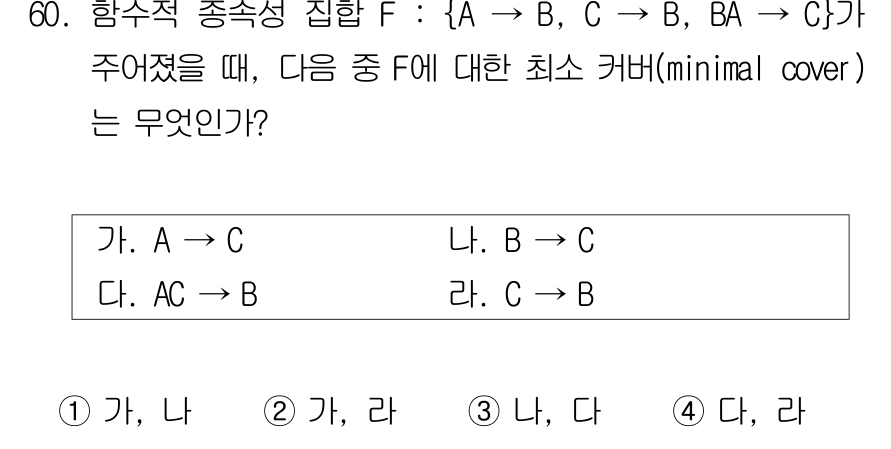 60. 함수적 종속성 집합 F : {A → B, C → B, BA → C}가
주어졌을 때, 다음 중 F에 대한 최소 커버(minimal cover)
는 무엇인가?
가. A → C 나. B → C
다. AC → B 라. C → B
① 가, 나 ② 가, 라 ③ 나, 다 ④ 다, 라